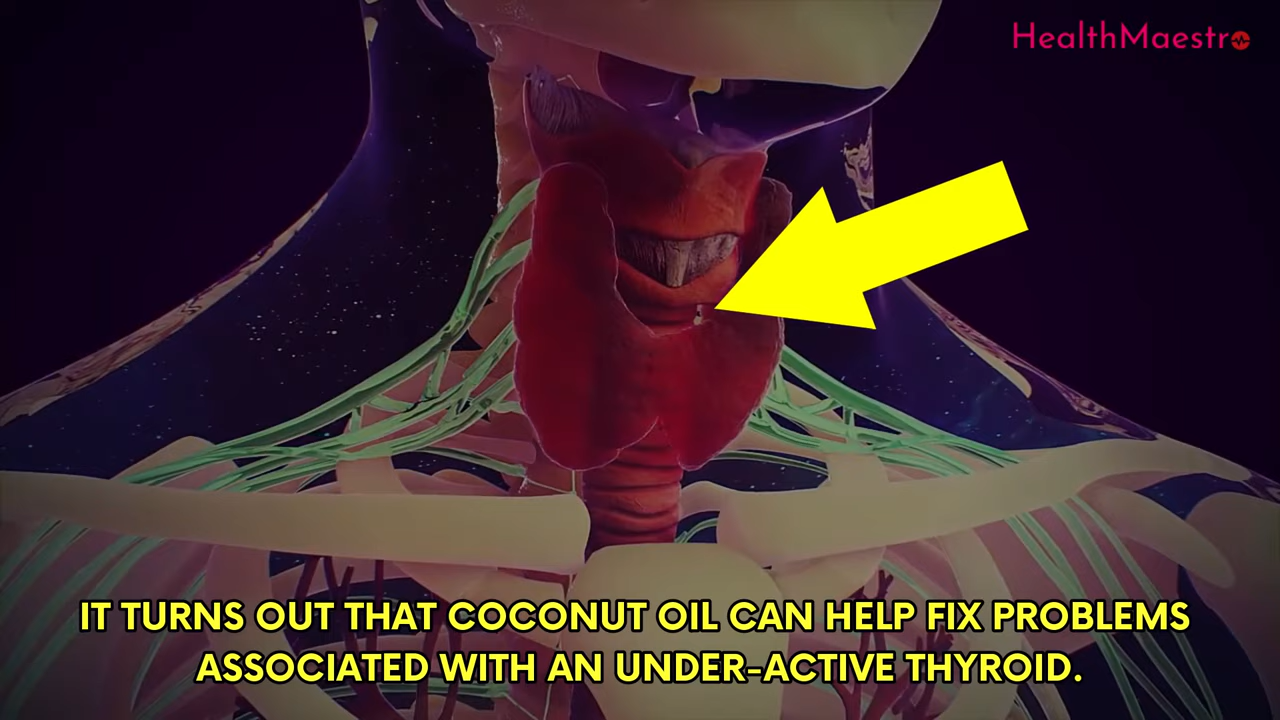 HealthMaestro
IT TURNS OUT THAT COCONUT OIL CAN HELP FIX PROBLEMS
ASSOCIATED WITH AN UNDER-ACTIVE THYROID.